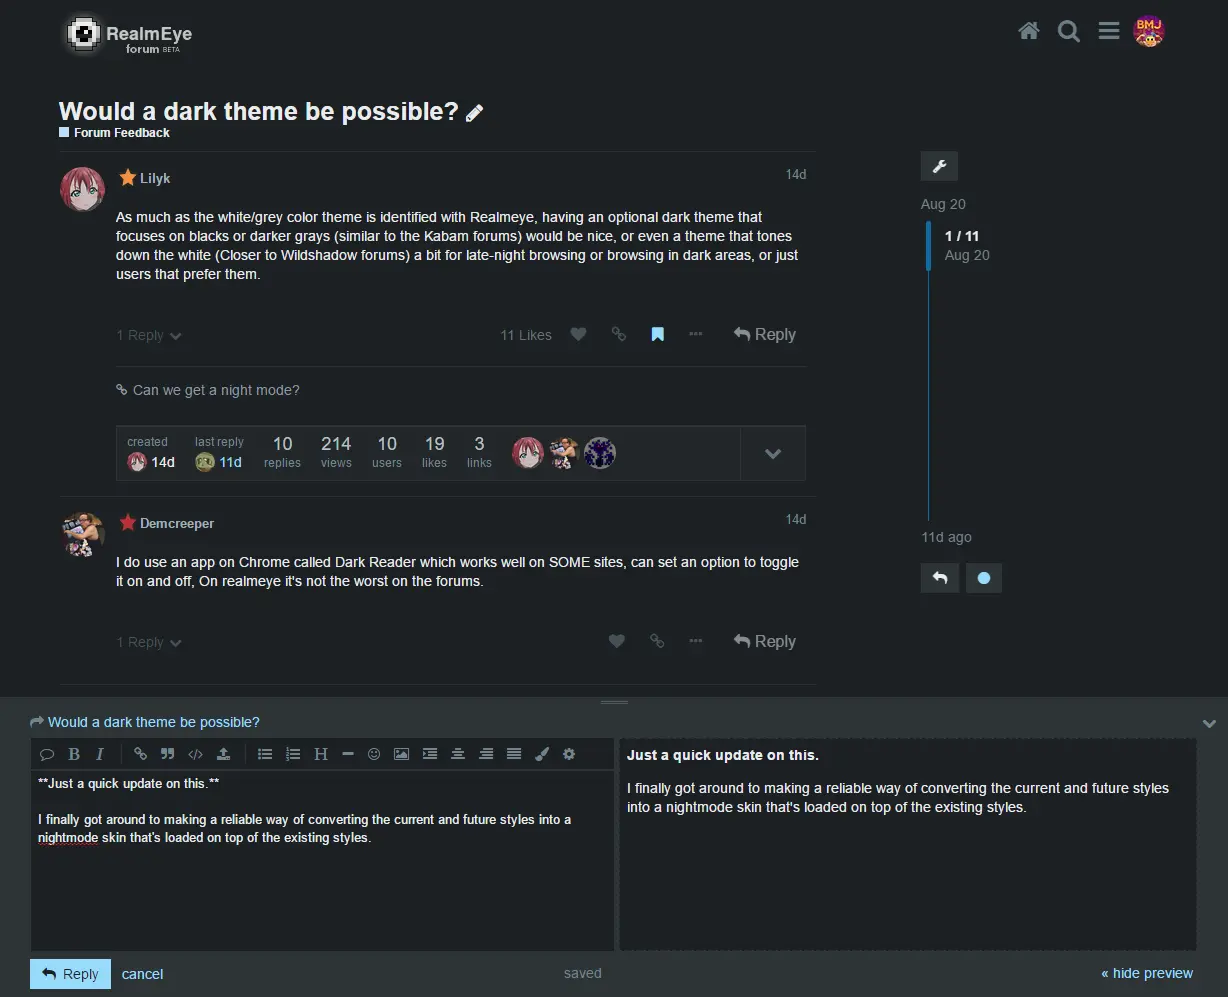 RealmEye
forum BETA
BMJ
Would a dark theme be possible?
Forum Feedback
Lilyk
14d
As much as the white/grey color theme is identified with Realmeye, having an optional dark theme that
focuses on blacks or darker grays (similar to the Kabam forums) would be nice, or even a theme that tones
down the white (Closer to Wildshadow forums) a bit for late-night browsing or browsing in dark areas, or just
users that prefer them.
1 Reply
11 Likes
Reply
Can we get a night mode?
created last reply 10 214 10 19 3
14d 11d replies views users likes links
Demcreeper
14d
I do use an app on Chrome called Dark Reader which works well on SOME sites, can set an option to toggle
it on and off, On realmeye it's not the worst on the forums.
1 Reply
Reply
Aug 20
1 / 11
Aug 20
11d ago
Would a dark theme be possible?
B I </> H
**Just a quick update on this.**
I finally got around to making a reliable way of converting the current and future styles into a
nightmode skin that's loaded on top of the existing styles.
Just a quick update on this.
I finally got around to making a reliable way of converting the current and future styles
into a nightmode skin that's loaded on top of the existing styles.
Reply cancel saved « hide preview